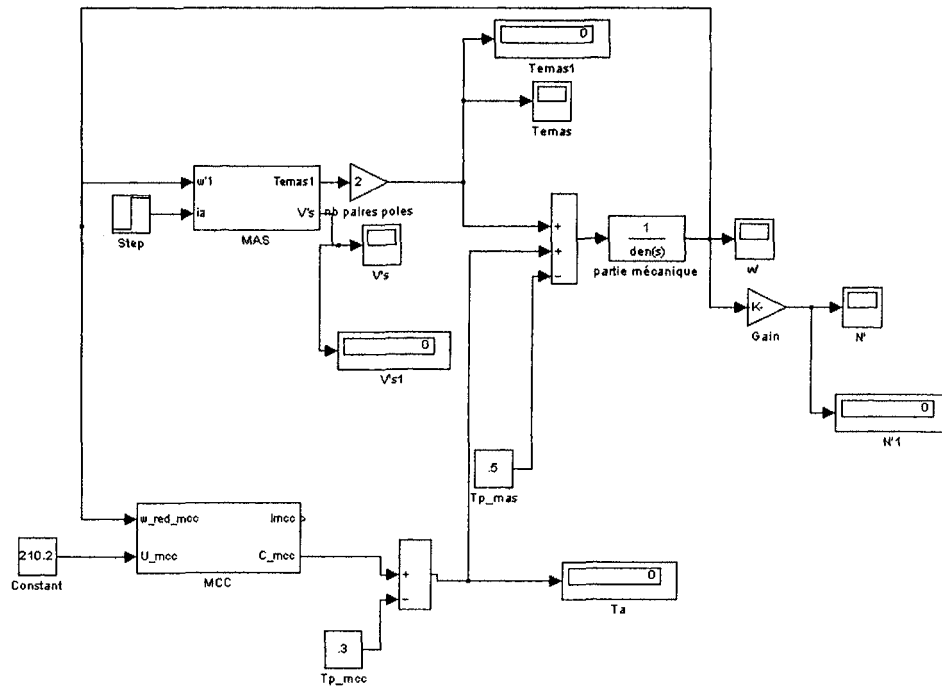 0
Temas1
Temas
w'1
Temas1
ia
V's
MAS
Step
2
nb paires poles
V's
0
V's1
+
+
−
1
den(s)
partie mécanique
w'
K-
Gain
N'
0
N'1
.5
Tp_mas
w_red_mcc
Imcc
U_mcc
C_mcc
MCC
210.2
Constant
+
−
0
Ta
.3
Tp_mcc